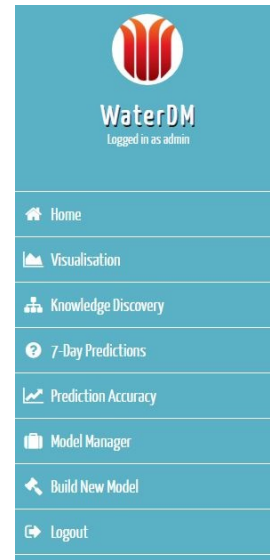 WaterDM
Logged in as admin
Home
Visualisation
Knowledge Discovery
7-Day Predictions
Prediction Accuracy
Model Manager
Build New Model
Logout